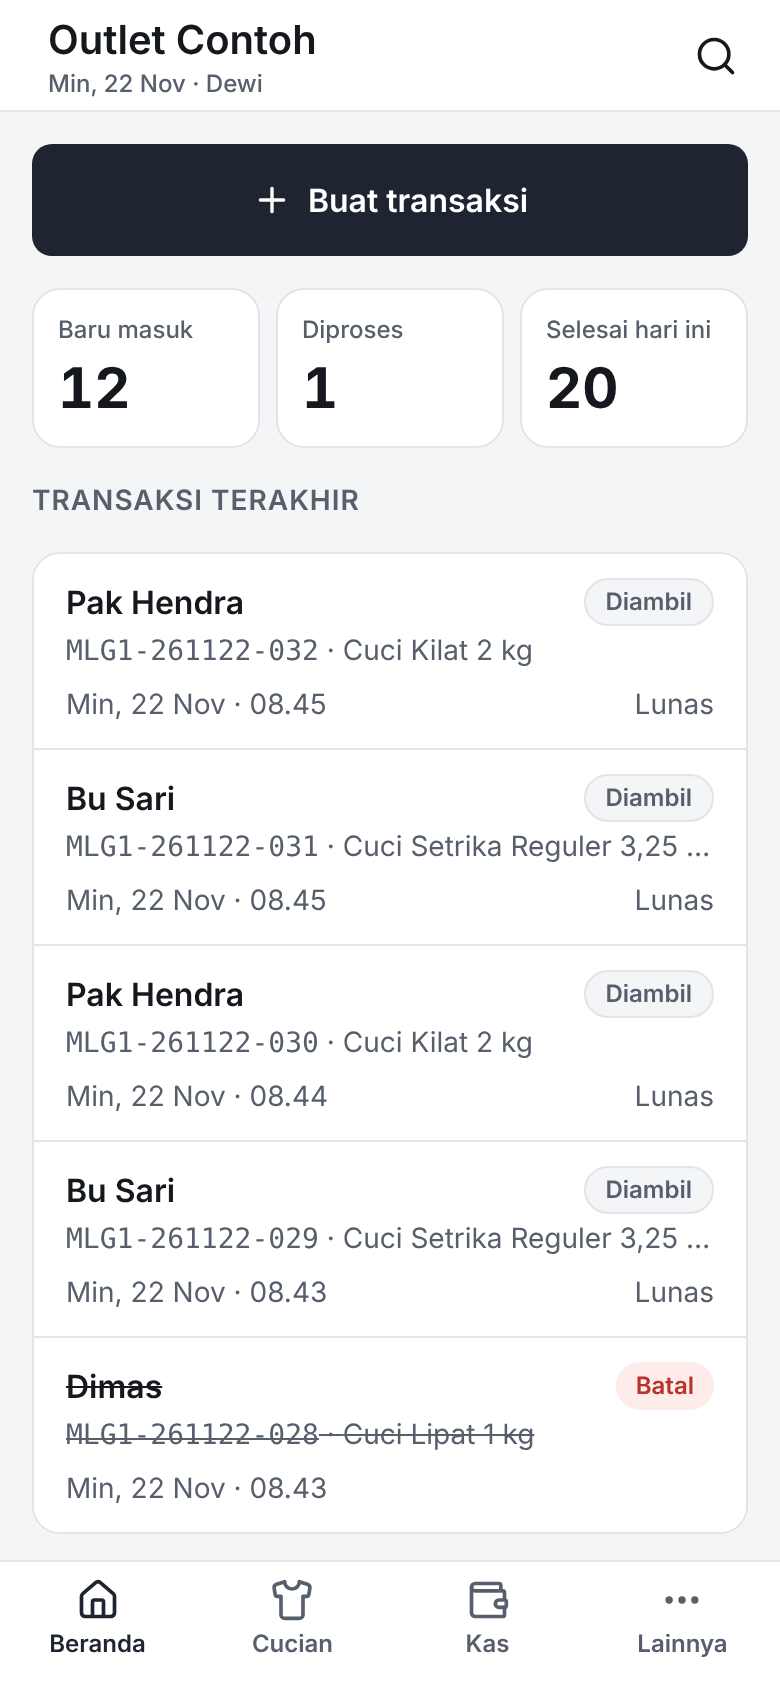 Outlet Contoh
Min, 22 Nov · Dewi
Buat transaksi
Baru masuk
12
Diproses
1
Selesai hari ini
20
TRANSAKSI TERAKHIR
Pak Hendra
Diambil
MLG1-261122-032 · Cuci Kilat 2 kg
Min, 22 Nov · 08.45
Lunas
Bu Sari
Diambil
MLG1-261122-031 · Cuci Setrika Reguler 3,25 ...
Min, 22 Nov · 08.45
Lunas
Pak Hendra
Diambil
MLG1-261122-030 · Cuci Kilat 2 kg
Min, 22 Nov · 08.44
Lunas
Bu Sari
Diambil
MLG1-261122-029 · Cuci Setrika Reguler 3,25 ...
Min, 22 Nov · 08.43
Lunas
Dimas
Batal
MLG1-261122-028 · Cuci Lipat 1 kg
Min, 22 Nov · 08.43
Beranda
Cucian
Kas
Lainnya